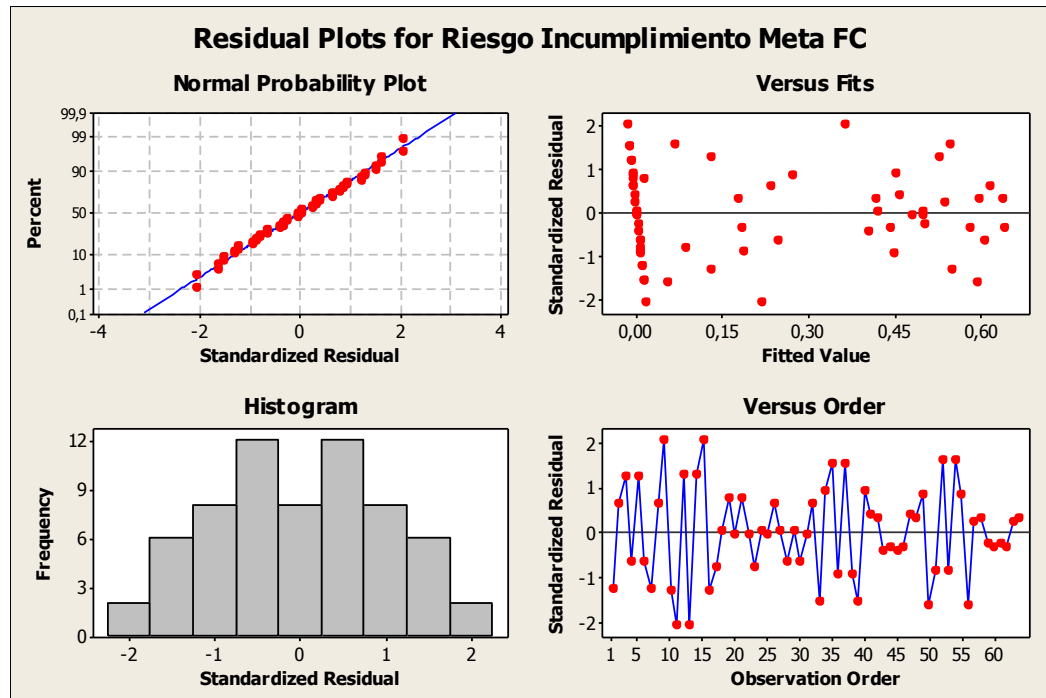 Residual Plots for Riesgo Incumplimiento Meta FC
Normal Probability Plot
Percent
99,9
99
90
50
10
1
0,1
-4 -2 0 2 4
Standardized Residual
Versus Fits
Standardized Residual
2
1
0
-1
-2
0,00 0,15 0,30 0,45 0,60
Fitted Value
Histogram
Frequency
12
9
6
3
0
-2 -1 0 1 2
Standardized Residual
Versus Order
Standardized Residual
2
1
0
-1
-2
1 5 10 15 20 25 30 35 40 45 50 55 60
Observation Order